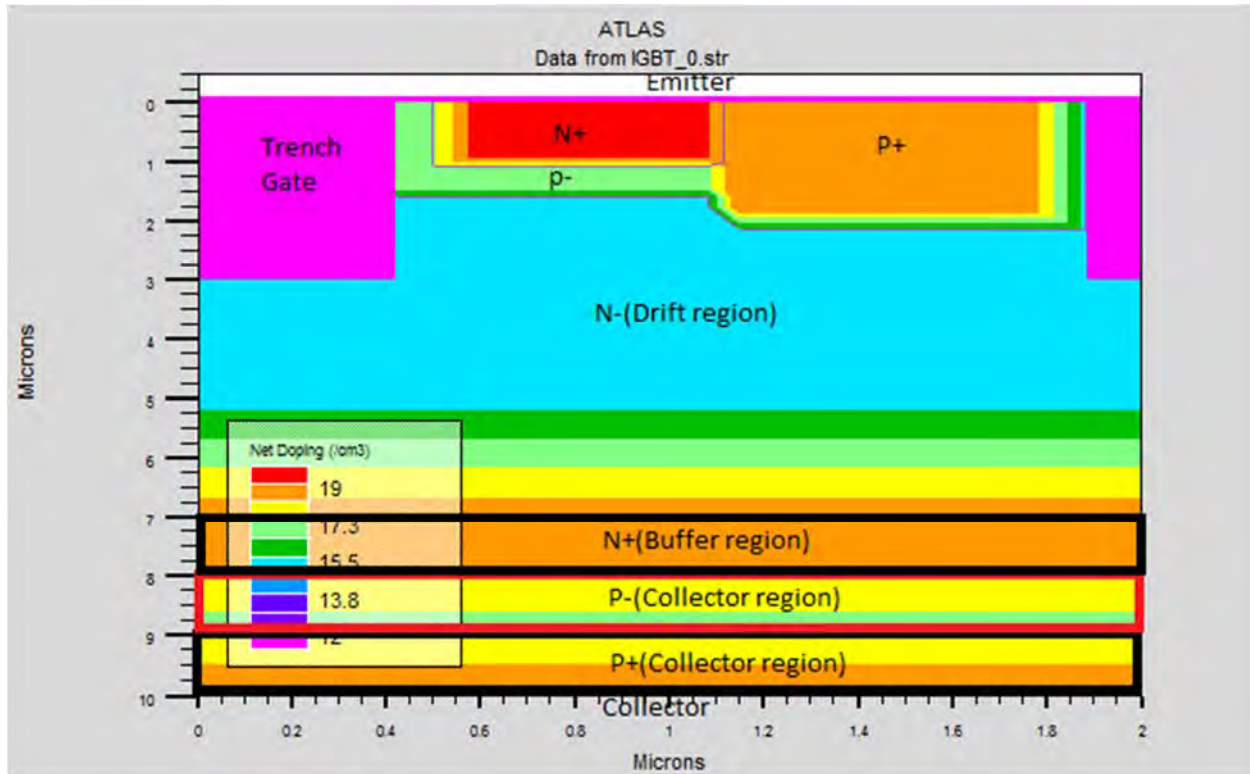 ATLAS
Data from IGBT_0.str
Emitter
0
1
2
3
4
5
6
7
8
9
10
Microns
Trench
Gate
N+
P+
p-
N-(Drift region)
Net Doping (/cm3)
19
17.3
15.5
13.8
12
N+(Buffer region)
P-(Collector region)
P+(Collector region)
Collector
0
0.2
0.4
0.6
0.8
1
1.2
1.4
1.6
1.8
2
Microns